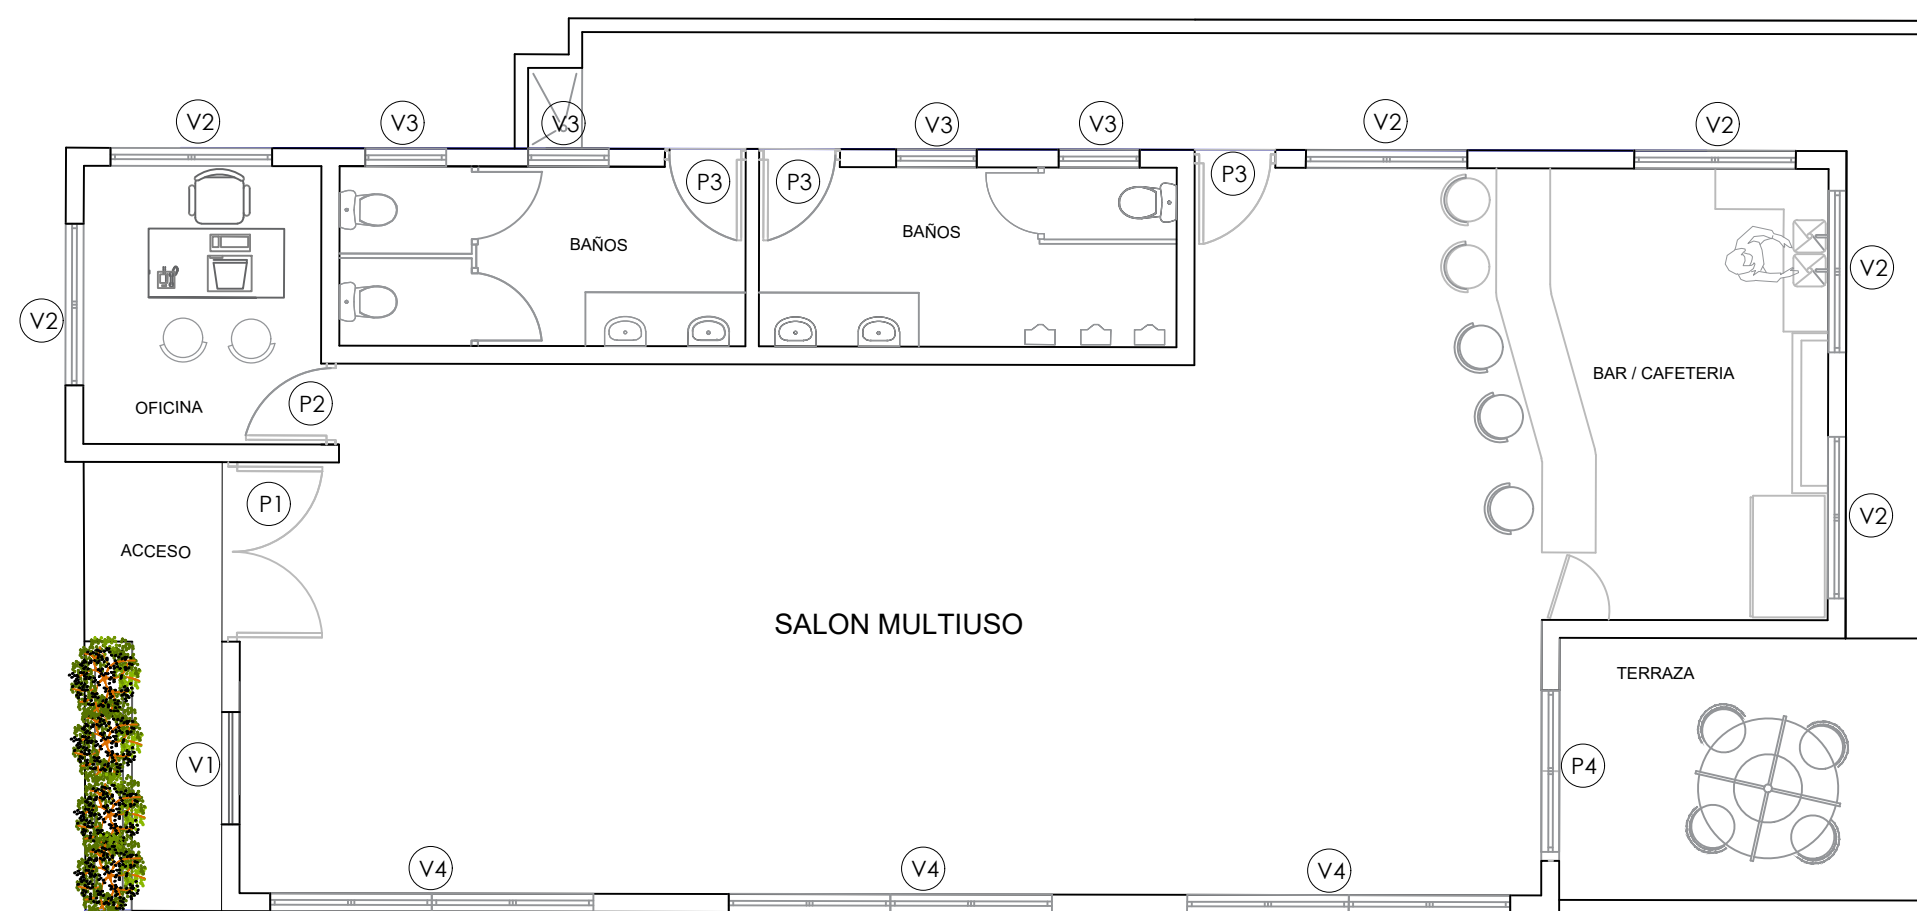 V2
V3
V3
V3
V3
V2
V2
P3
P3
P3
BAÑOS
BAÑOS
V2
V2
BAR / CAFETERIA
OFICINA
P2
P1
V2
ACCESO
SALON MULTIUSO
TERRAZA
V1
P4
V4
V4
V4